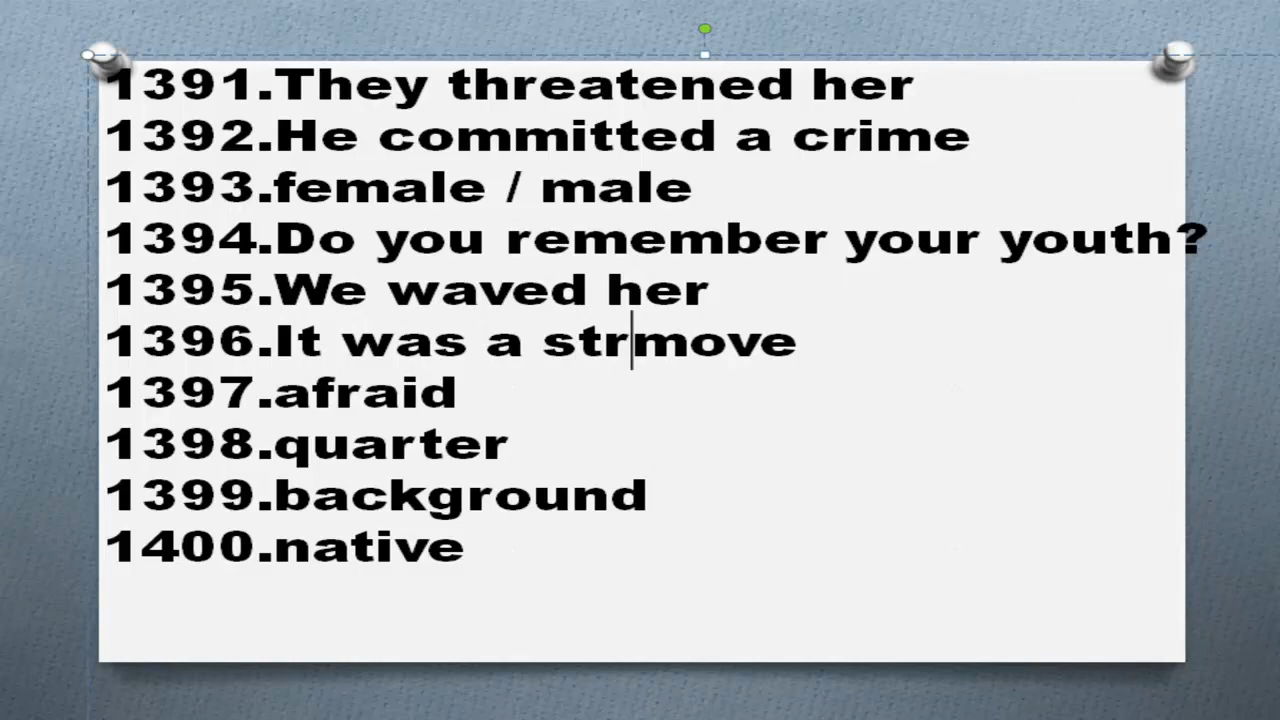 1391.They threatened her
1392.He committed a crime
1393.female / male
1394.Do you remember your youth?
1395.We waved her
1396.It was a strmove
1397.afraid
1398.quarter
1399.background
1400.native